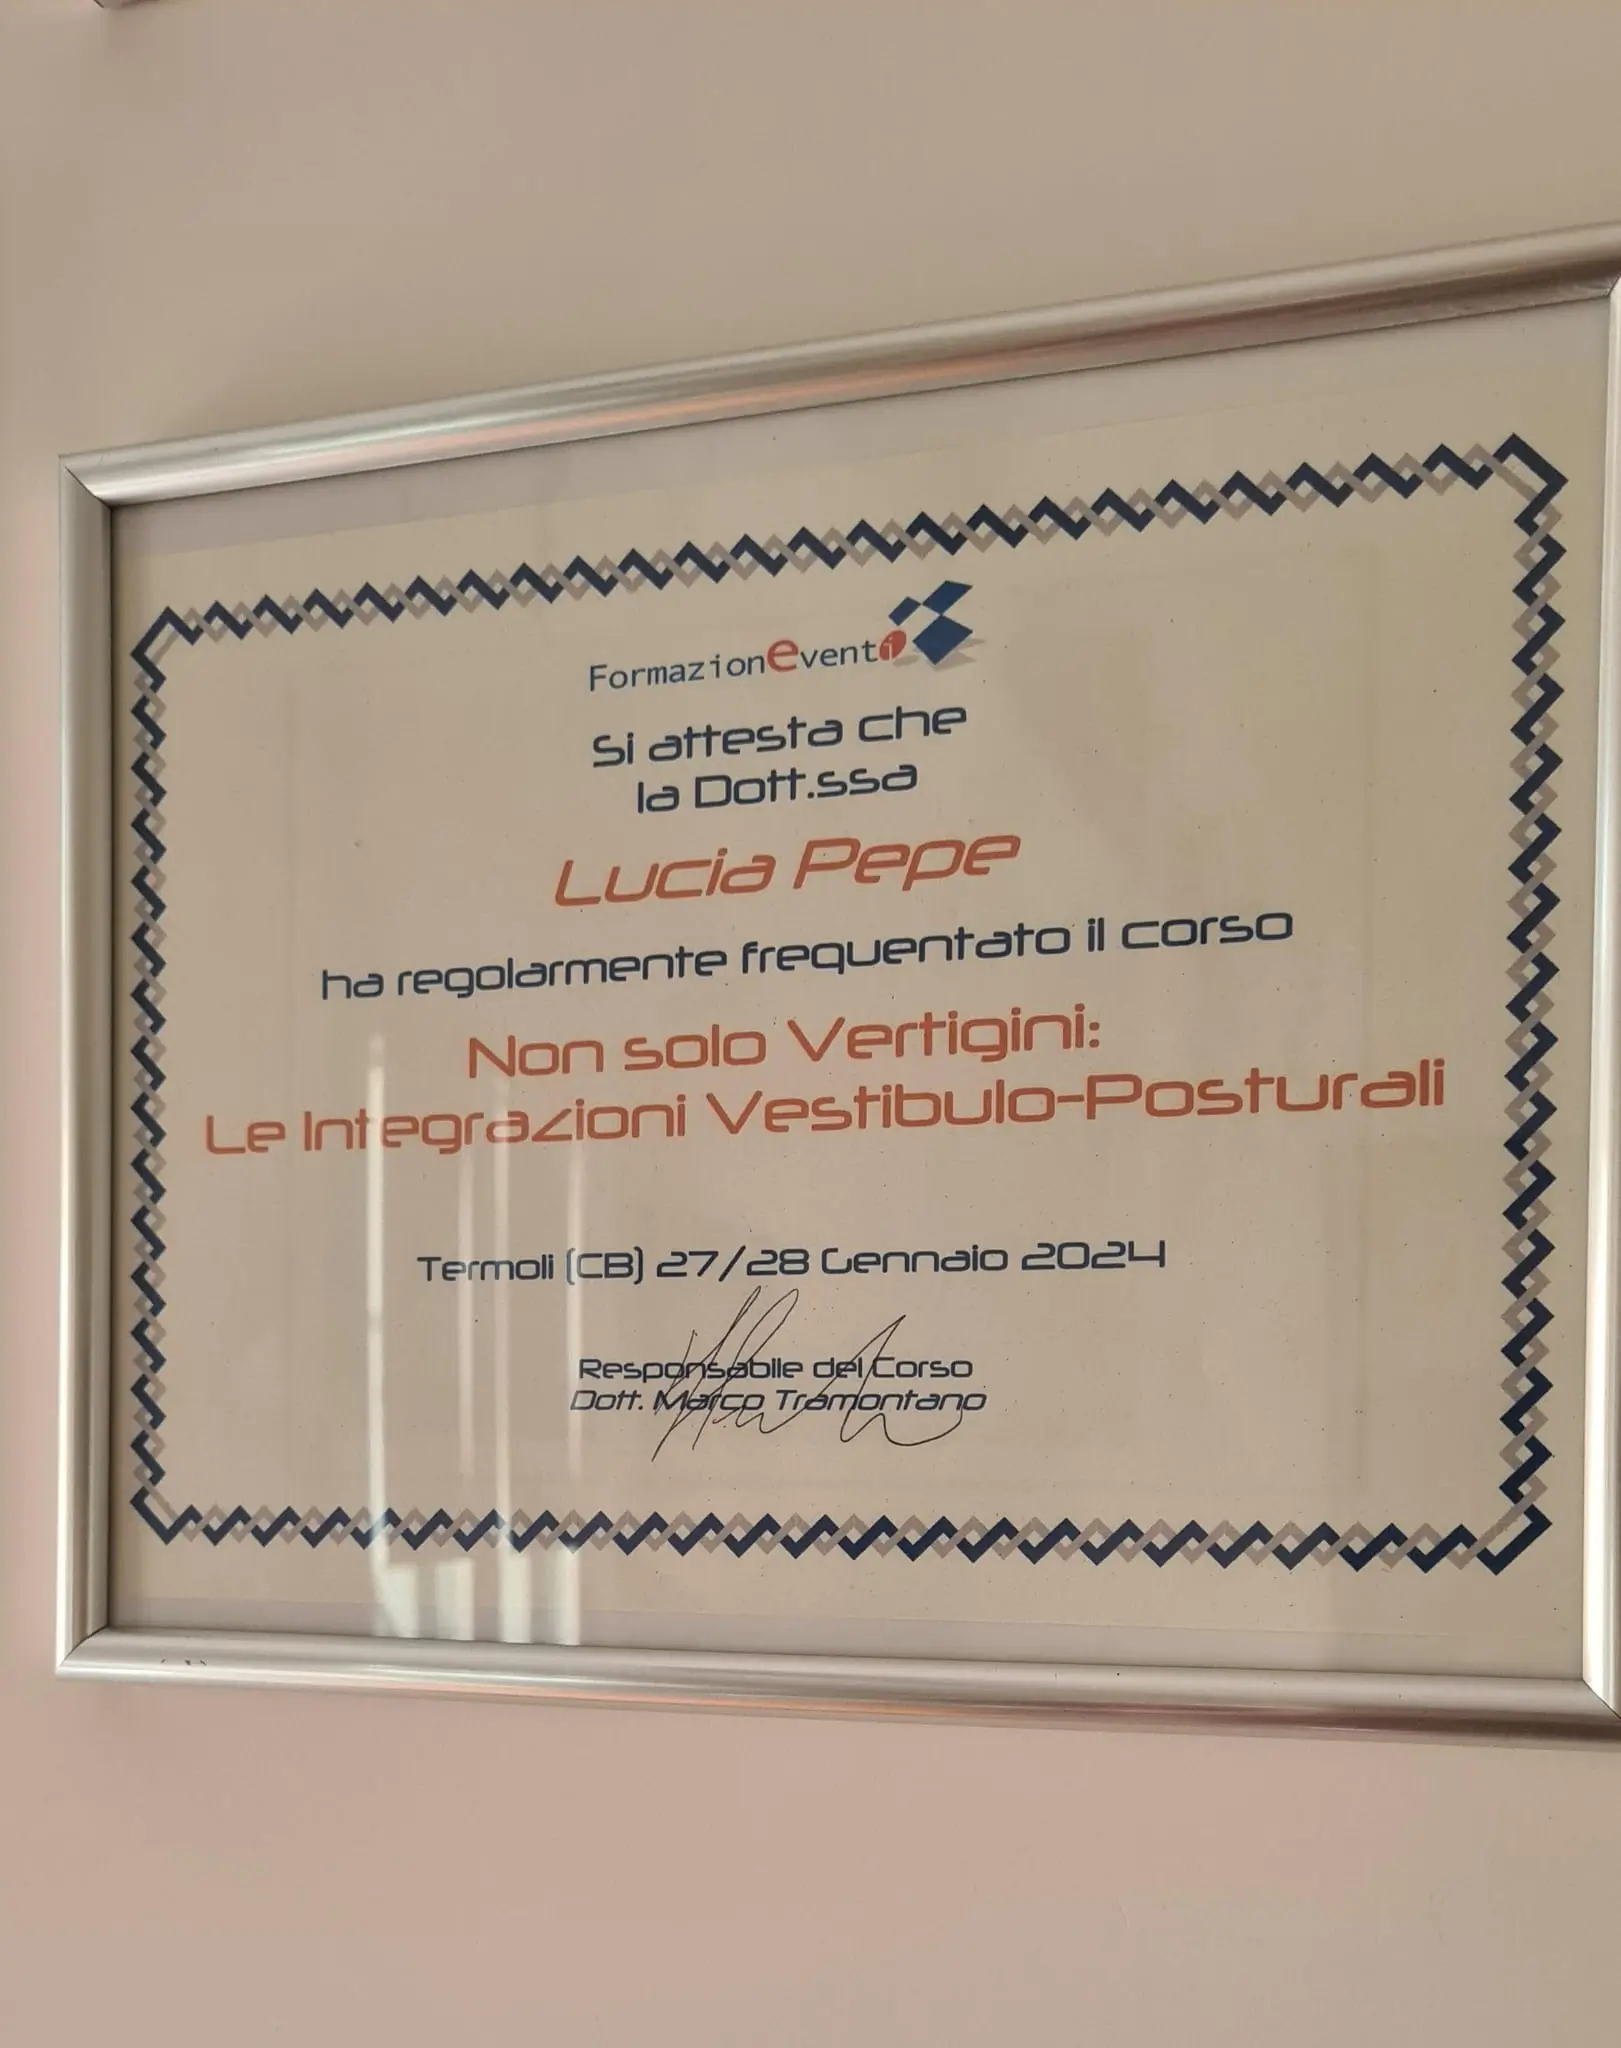 FormazionEventi
Si attesta che
la Dott.ssa
Lucia Pepe
ha regolarmente frequentato il corso
Non solo Vertigini:
Le Integrazioni Vestibulo-Posturali
Termoli (CB) 27/28 Gennaio 2024
Responsabile del Corso
Dott. Marco Tramontano